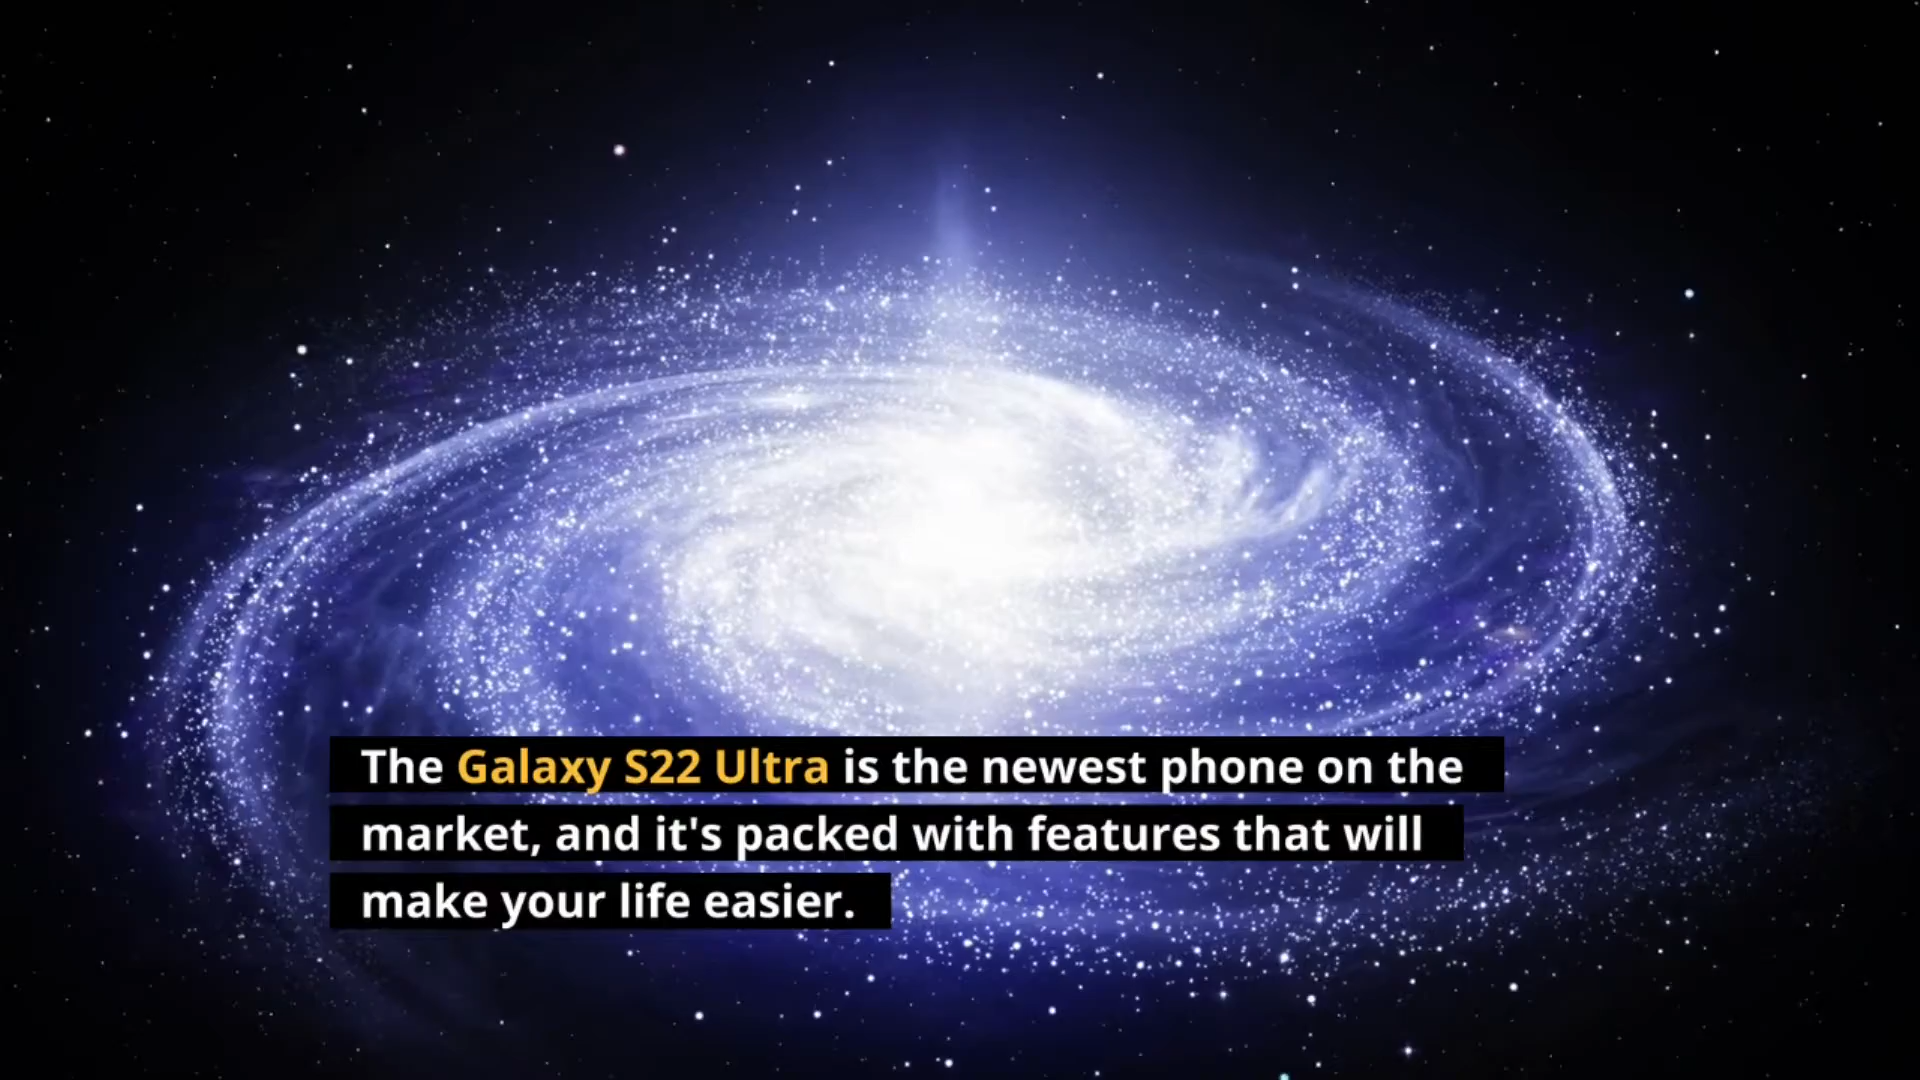 The Galaxy S22 Ultra is the newest phone on the
market, and it's packed with features that will
make your life easier.